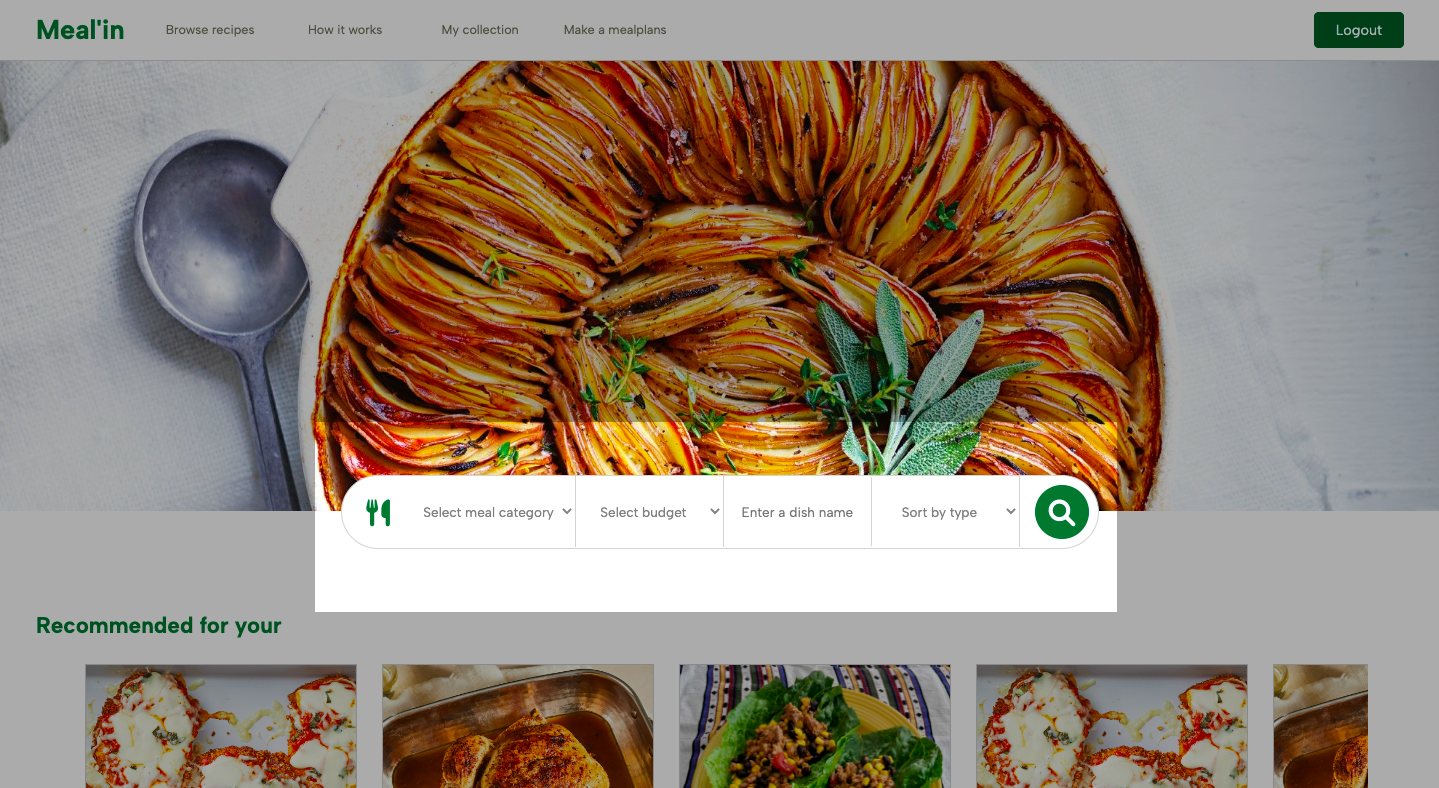 Meal'in
Browse recipes
How it works
My collection
Make a mealplans
Logout
Select meal category
Select budget
Enter a dish name
Sort by type
Recommended for your